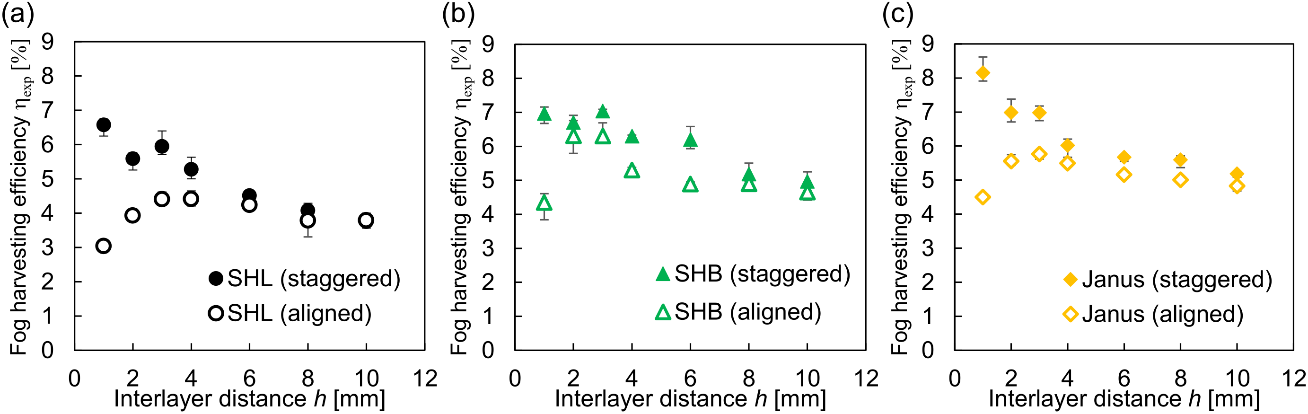 (a)
Fog harvesting efficiency ηexp [%]
9
8
7
6
5
4
3
2
1
0
SHL (staggered)
SHL (aligned)
0 2 4 6 8 10 12
Interlayer distance h [mm]
(b)
Fog harvesting efficiency ηexp [%]
9
8
7
6
5
4
3
2
1
0
SHB (staggered)
SHB (aligned)
0 2 4 6 8 10 12
Interlayer distance h [mm]
(c)
Fog harvesting efficiency ηexp [%]
9
8
7
6
5
4
3
2
1
0
Janus (staggered)
Janus (aligned)
0 2 4 6 8 10 12
Interlayer distance h [mm]